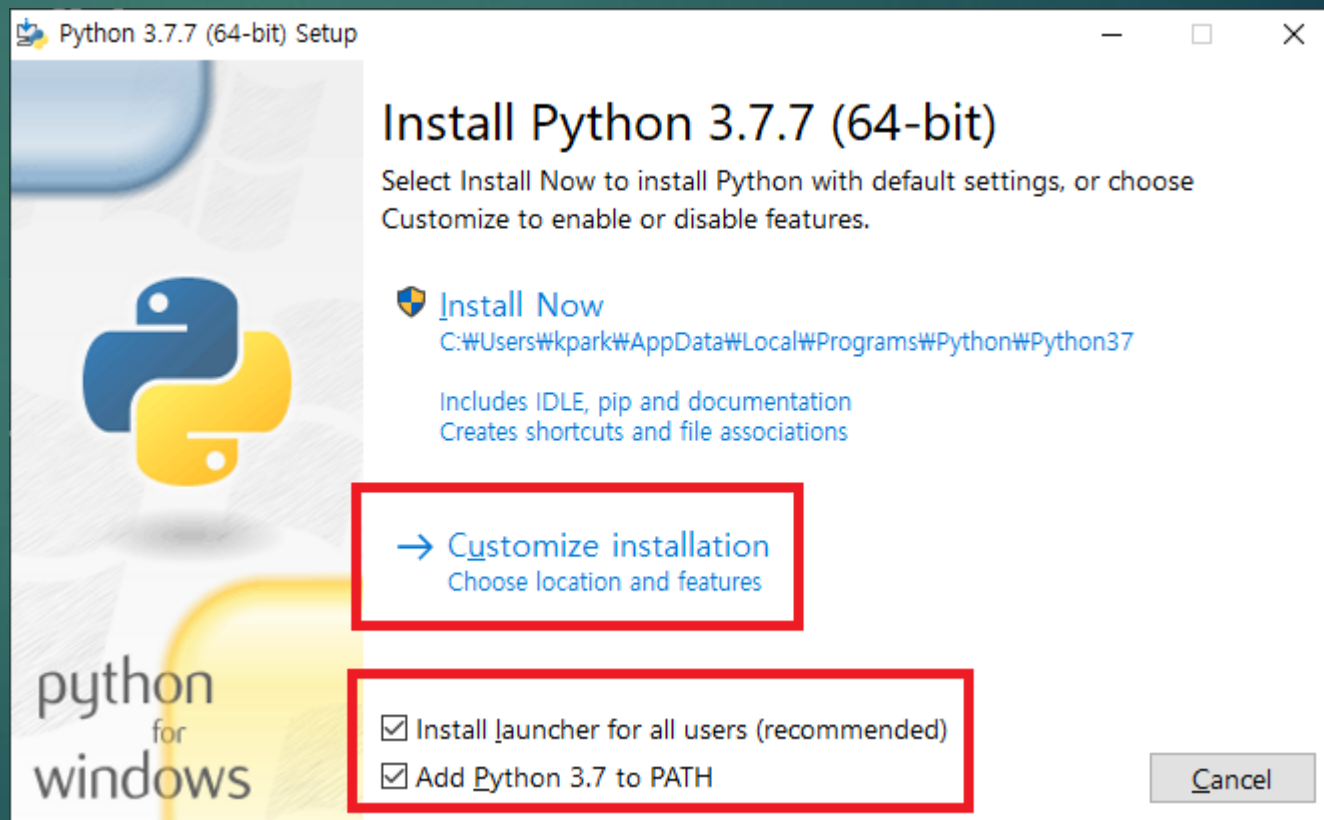 Python 3.7.7 (64-bit) Setup
Install Python 3.7.7 (64-bit)
Select Install Now to install Python with default settings, or choose
Customize to enable or disable features.
Install Now
C:₩Users₩kpark₩AppData₩Local₩Programs₩Python₩Python37
Includes IDLE, pip and documentation
Creates shortcuts and file associations
→ Customize installation
Choose location and features
python
for
windows
Install launcher for all users (recommended)
Add Python 3.7 to PATH
Cancel